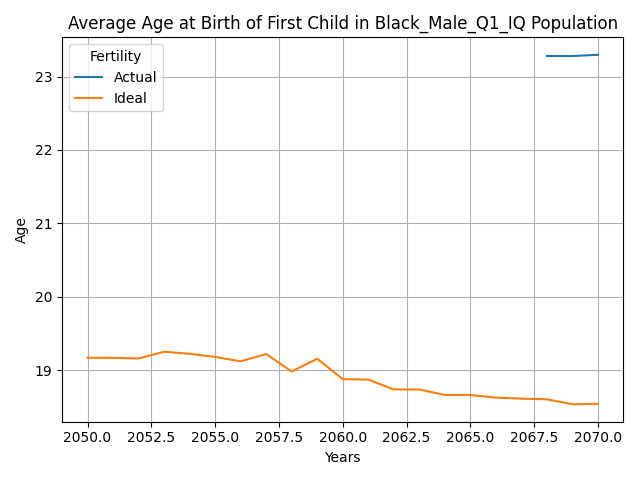 Average Age at Birth of First Child in Black_Male_Q1_IQ Population
Fertility
Actual
Ideal
Age
23
22
21
20
19
2050.0 2052.5 2055.0 2057.5 2060.0 2062.5 2065.0 2067.5 2070.0
Years